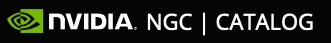 NVIDIA. NGC | CATALOG